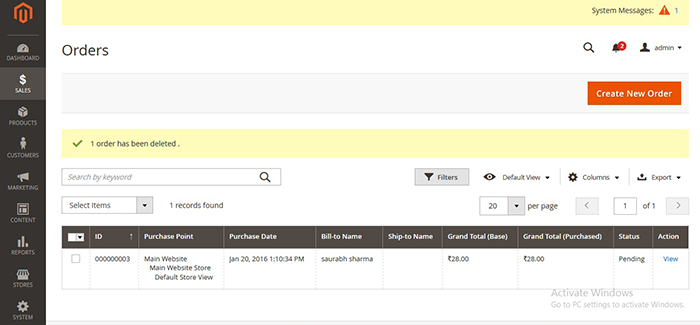 System Messages: 1
Orders
2 admin
DASHBOARD
$
SALES
Create New Order
PRODUCTS
1 order has been deleted .
CUSTOMERS
Search by keyword
Filters Default View Columns Export
MARKETING
Select Items 1 records found 20 per page 1 of 1
CONTENT
ID ↑ Purchase Point Purchase Date Bill-to Name Ship-to Name Grand Total (Base) Grand Total (Purchased) Status Action
REPORTS
000000003 Main Website Jan 20, 2016 1:10:34 PM saurabh sharma ₹28.00 ₹28.00 Pending View
Main Website Store
Default Store View
STORES
Activate Windows
Go to PC settings to activate Windows.
SYSTEM